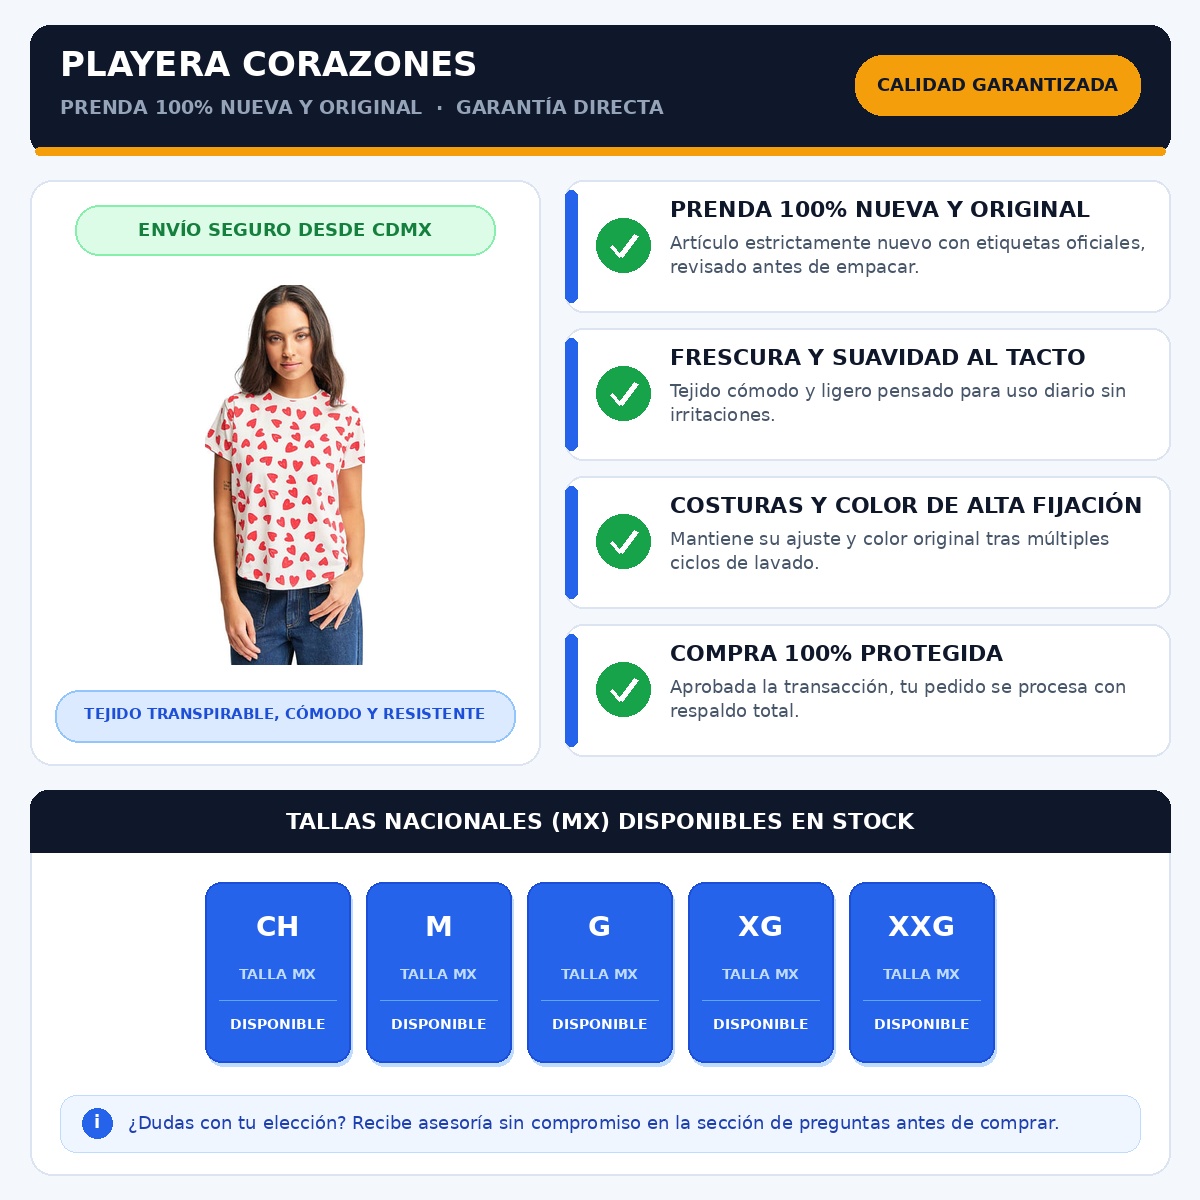 PLAYERA CORAZONES
PRENDA 100% NUEVA Y ORIGINAL · GARANTÍA DIRECTA
CALIDAD GARANTIZADA
ENVÍO SEGURO DESDE CDMX
TEJIDO TRANSPIRABLE, CÓMODO Y RESISTENTE
PRENDA 100% NUEVA Y ORIGINAL
Artículo estrictamente nuevo con etiquetas oficiales,
revisado antes de empacar.
FRESCURA Y SUAVIDAD AL TACTO
Tejido cómodo y ligero pensado para uso diario sin
irritaciones.
COSTURAS Y COLOR DE ALTA FIJACIÓN
Mantiene su ajuste y color original tras múltiples
ciclos de lavado.
COMPRA 100% PROTEGIDA
Aprobada la transacción, tu pedido se procesa con
respaldo total.
TALLAS NACIONALES (MX) DISPONIBLES EN STOCK
CH
TALLA MX
DISPONIBLE
M
TALLA MX
DISPONIBLE
G
TALLA MX
DISPONIBLE
XG
TALLA MX
DISPONIBLE
XXG
TALLA MX
DISPONIBLE
i ¿Dudas con tu elección? Recibe asesoría sin compromiso en la sección de preguntas antes de comprar.